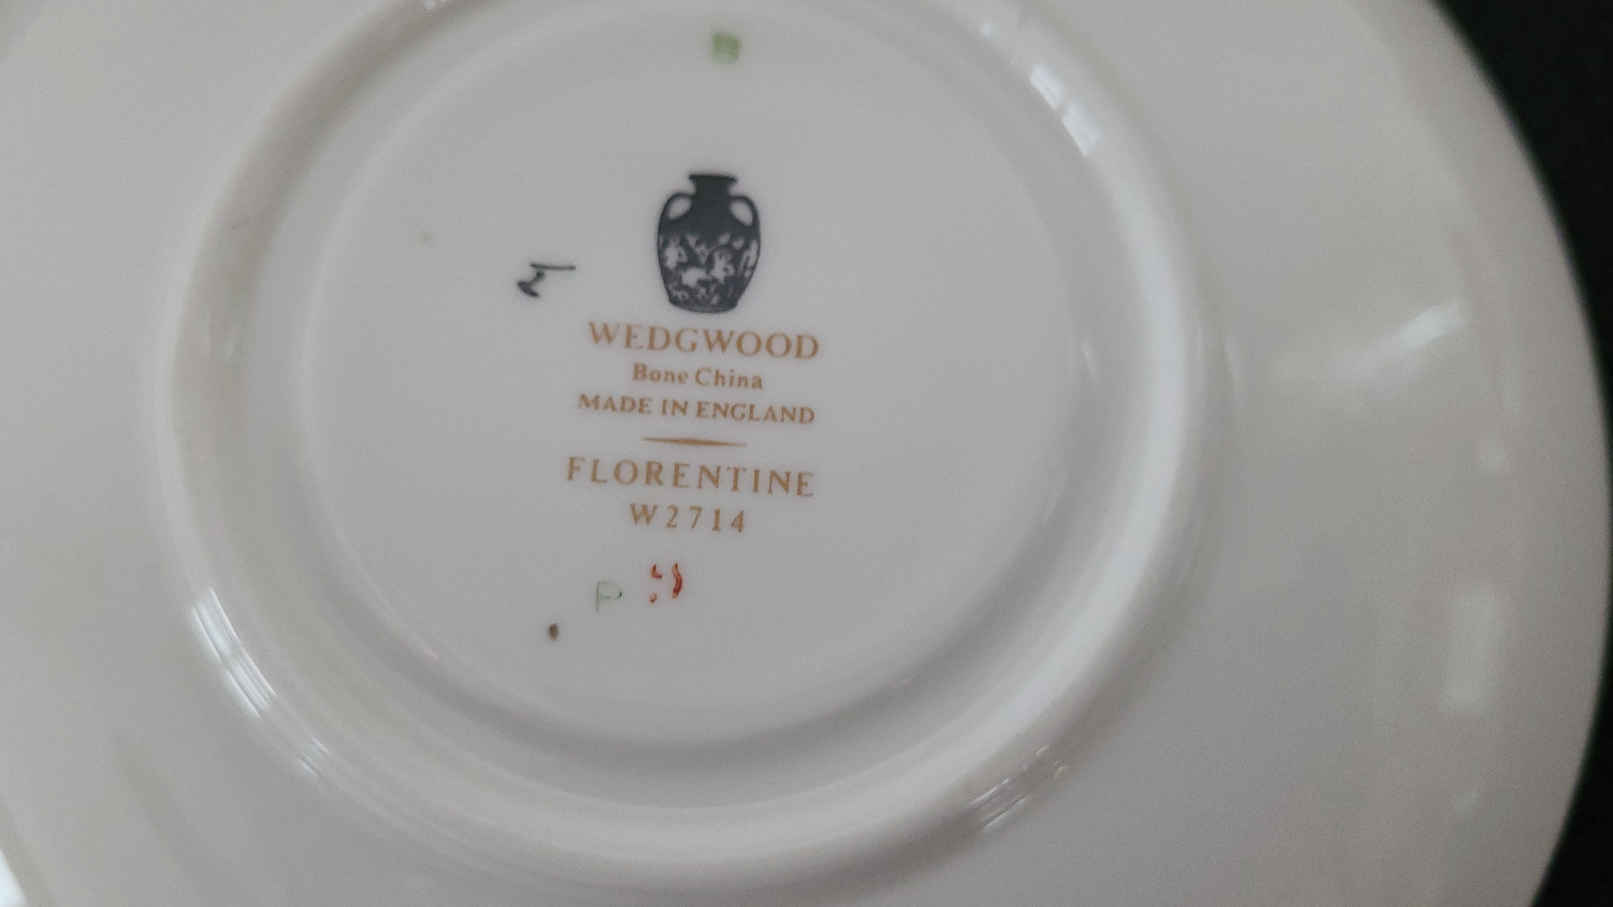 WEDGWOOD
Bone China
MADE IN ENGLAND
FLORENTINE
W2714
P